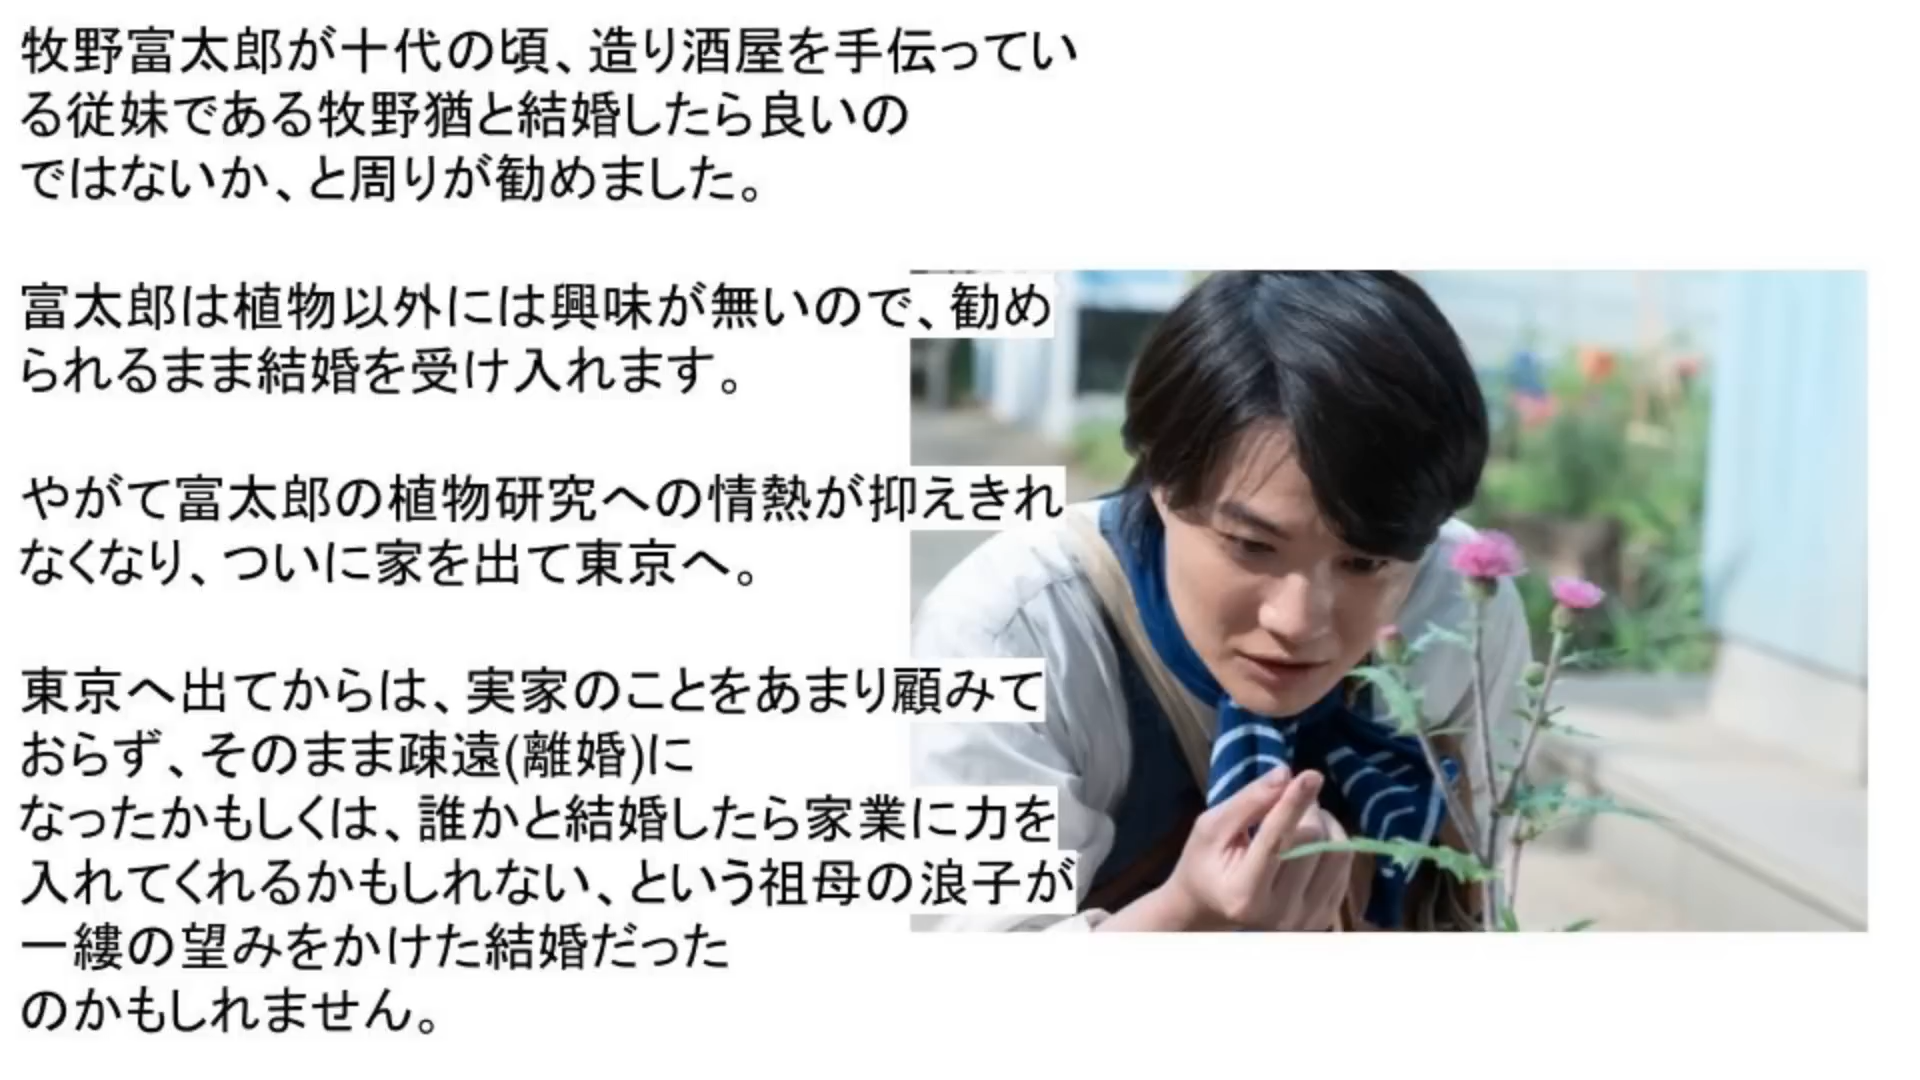 牧野富太郎が十代の頃、造り酒屋を手伝ってい
る従妹である牧野猶と結婚したら良いの
ではないか、と周りが勧めました。
富太郎は植物以外には興味が無いので、勧め
られるまま結婚を受け入れます。
やがて富太郎の植物研究への情熱が抑えきれ
なくなり、ついに家を出て東京へ。
東京へ出てからは、実家のことをあまり顧みて
おらず、そのまま疎遠(離婚)に
なったかもしくは、誰かと結婚したら家業に力を
入れてくれるかもしれない、という祖母の浪子が
一縷の望みをかけた結婚だった
のかもしれません。